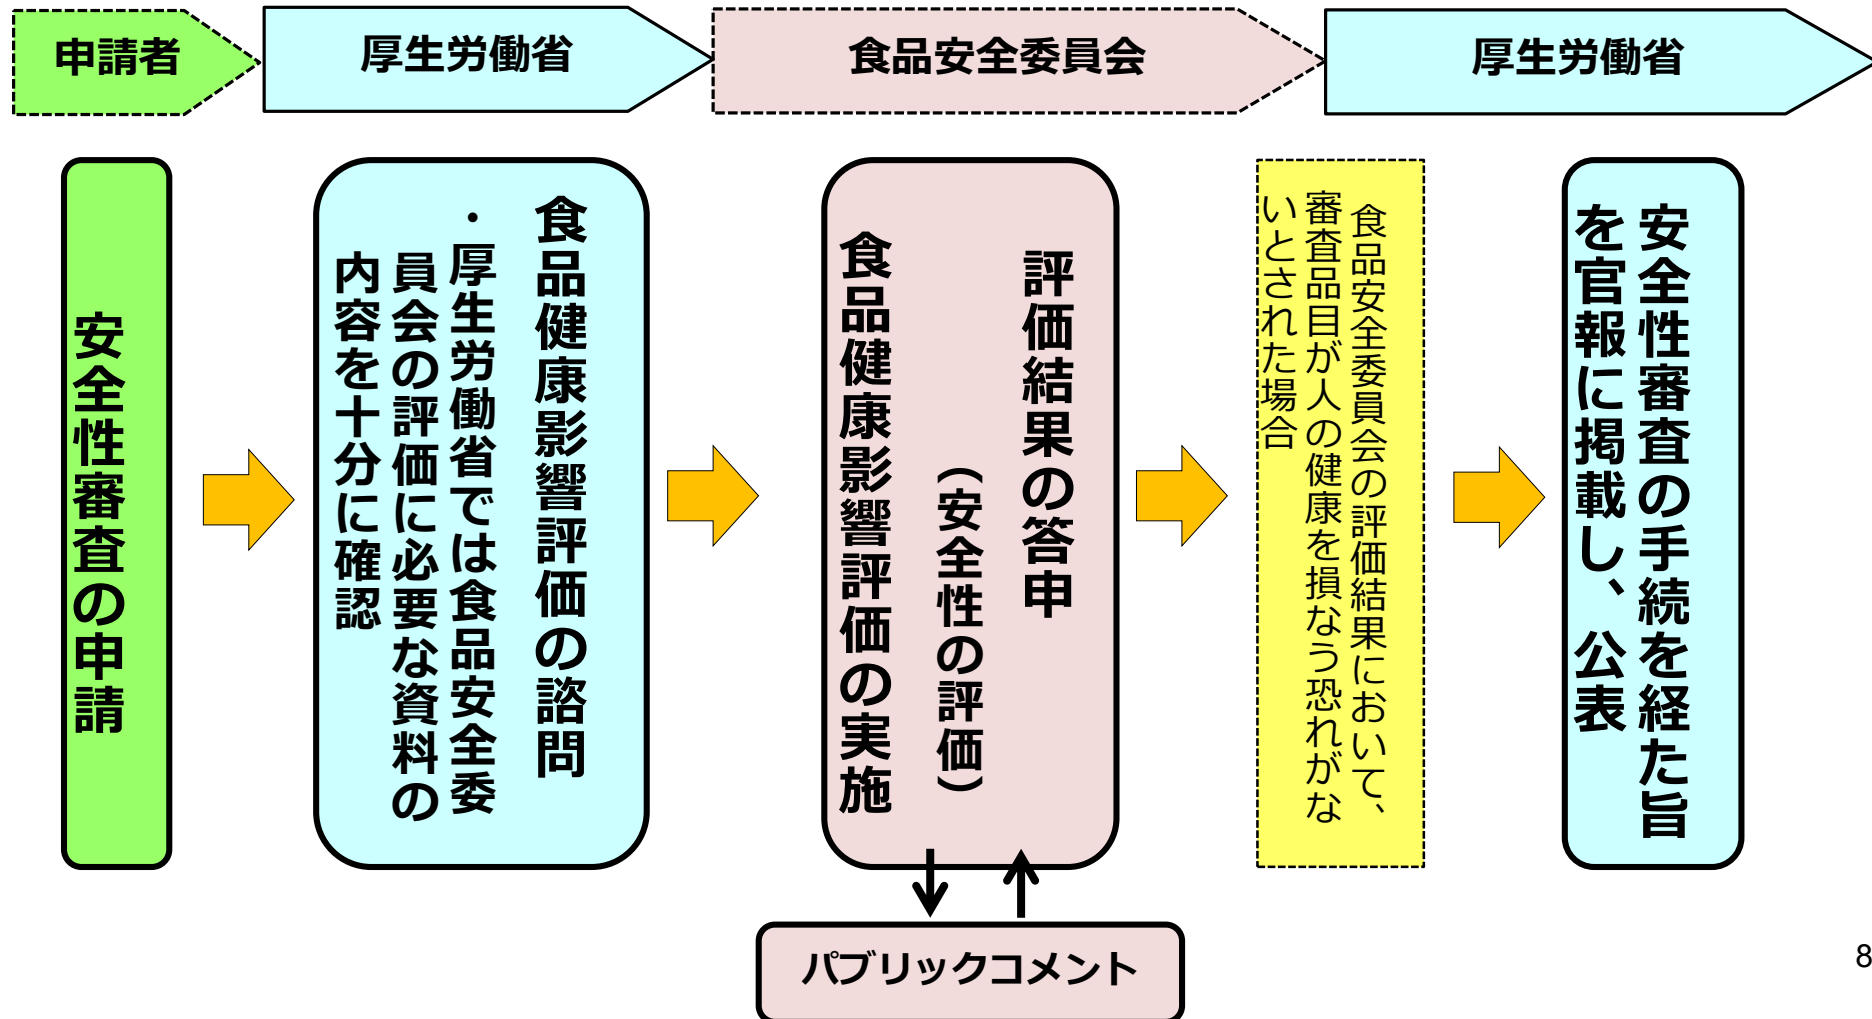 申請者
厚生労働省
食品安全委員会
厚生労働省
安全性審査の申請
食品健康影響評価の諮問
・厚生労働省では食品安全委
員会の評価に必要な資料の
内容を十分に確認
評価結果の答申
（安全性の評価）
食品健康影響評価の実施
食品安全委員会の評価結果において、
審査品目が人の健康を損なう恐れがな
いとされた場合
安全性審査の手続を経た旨
を官報に掲載し、公表
パブリックコメント
8